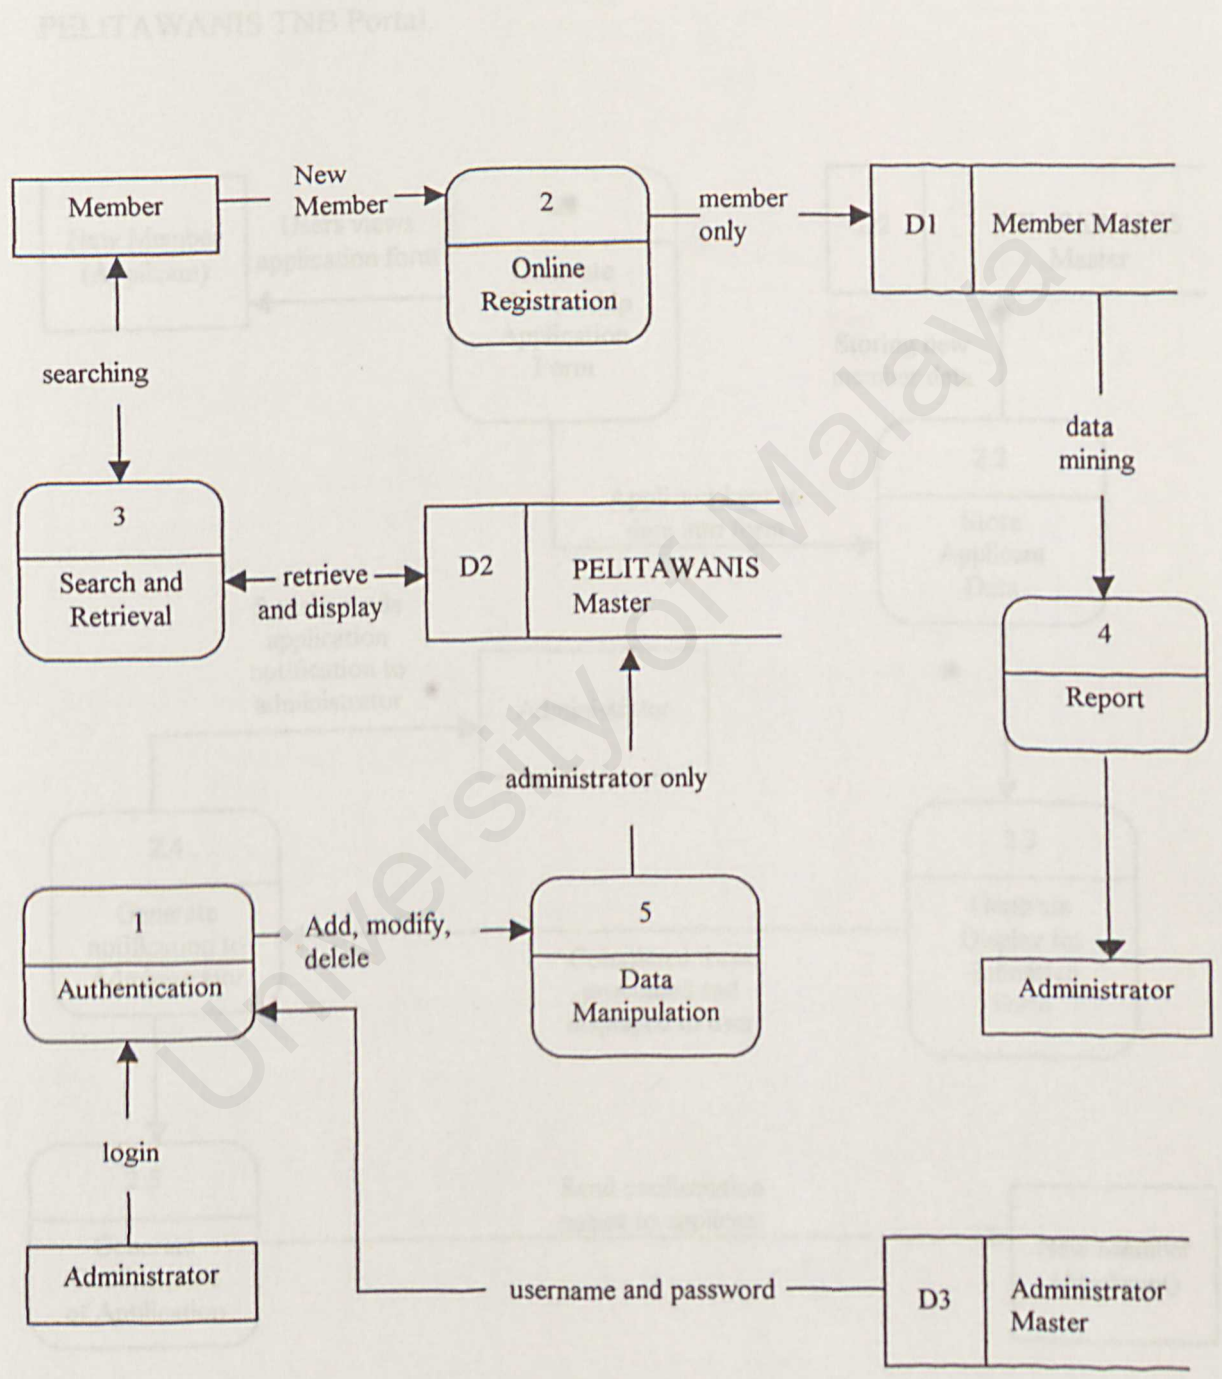 PELITAWANIS TNB Portal
Member
New
Member
2
Online
Registration
member
only
D1
Member Master
searching
data
mining
3
Search and
Retrieval
retrieve
and display
D2
PELITAWANIS
Master
4
Report
administrator only
1
Authentication
Add, modify,
delele
5
Data
Manipulation
Administrator
login
Administrator
username and password
D3
Administrator
Master
University of Malaya